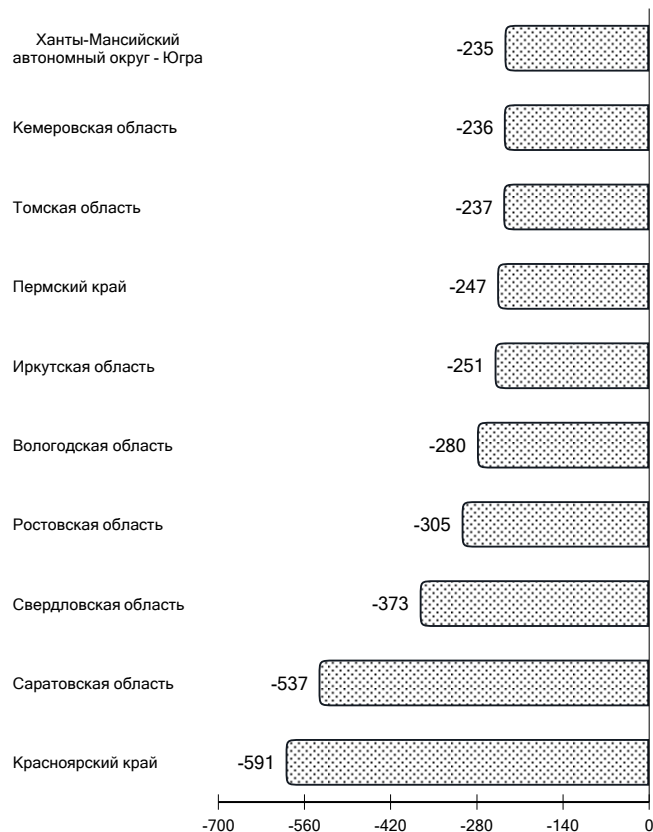 Ханты-Мансийский
автономный округ - Югра
-235
Кемеровская область
-236
Томская область
-237
Пермский край
-247
Иркутская область
-251
Вологодская область
-280
Ростовская область
-305
Свердловская область
-373
Саратовская область
-537
Красноярский край
-591
-700 -560 -420 -280 -140 0